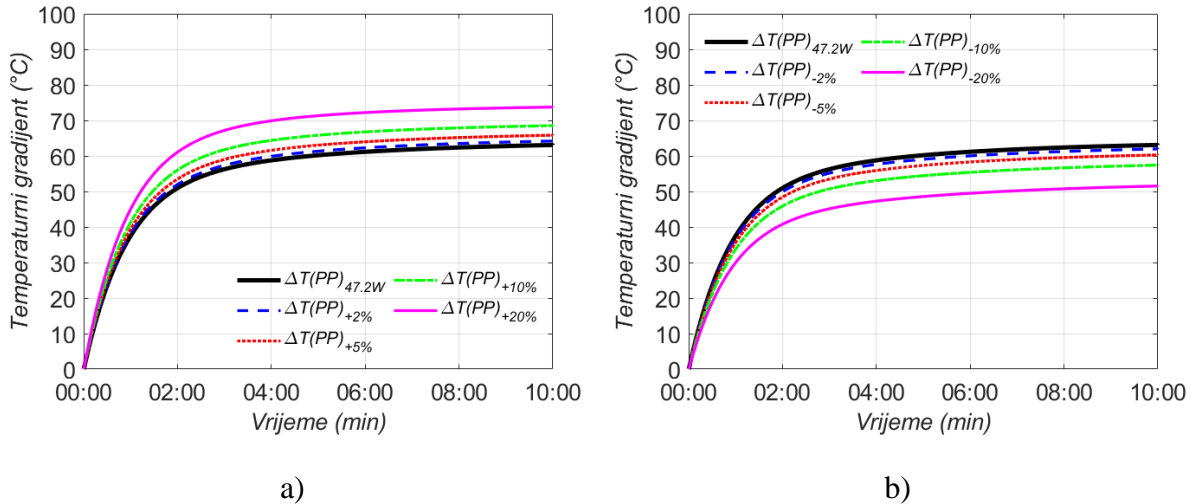 100
90
80
70
60
50
40
30
20
10
0
Temperaturni gradijent (°C)
ΔT(PP)47.2W
ΔT(PP)+2%
ΔT(PP)+5%
ΔT(PP)+10%
ΔT(PP)+20%
00:00 02:00 04:00 06:00 08:00 10:00
Vrijeme (min)
a)
100
90
80
70
60
50
40
30
20
10
0
Temperaturni gradijent (°C)
ΔT(PP)47.2W
ΔT(PP)-2%
ΔT(PP)-5%
ΔT(PP)-10%
ΔT(PP)-20%
00:00 02:00 04:00 06:00 08:00 10:00
Vrijeme (min)
b)